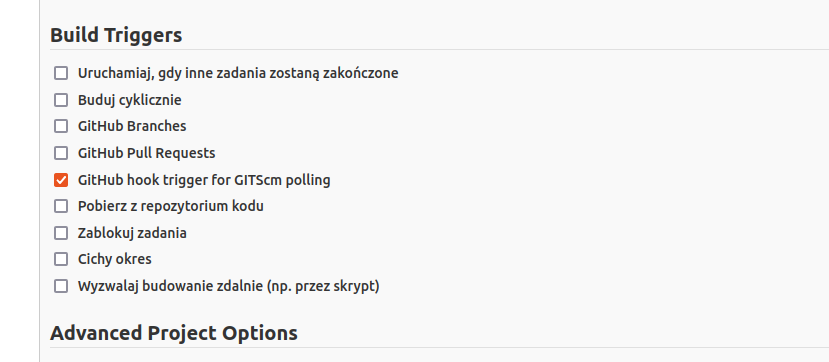 Build Triggers
Uruchamiaj, gdy inne zadania zostaną zakończone
Buduj cyklicznie
GitHub Branches
GitHub Pull Requests
GitHub hook trigger for GITScm polling
Pobierz z repozytorium kodu
Zablokuj zadania
Cichy okres
Wyzwalaj budowanie zdalnie (np. przez skrypt)
Advanced Project Options